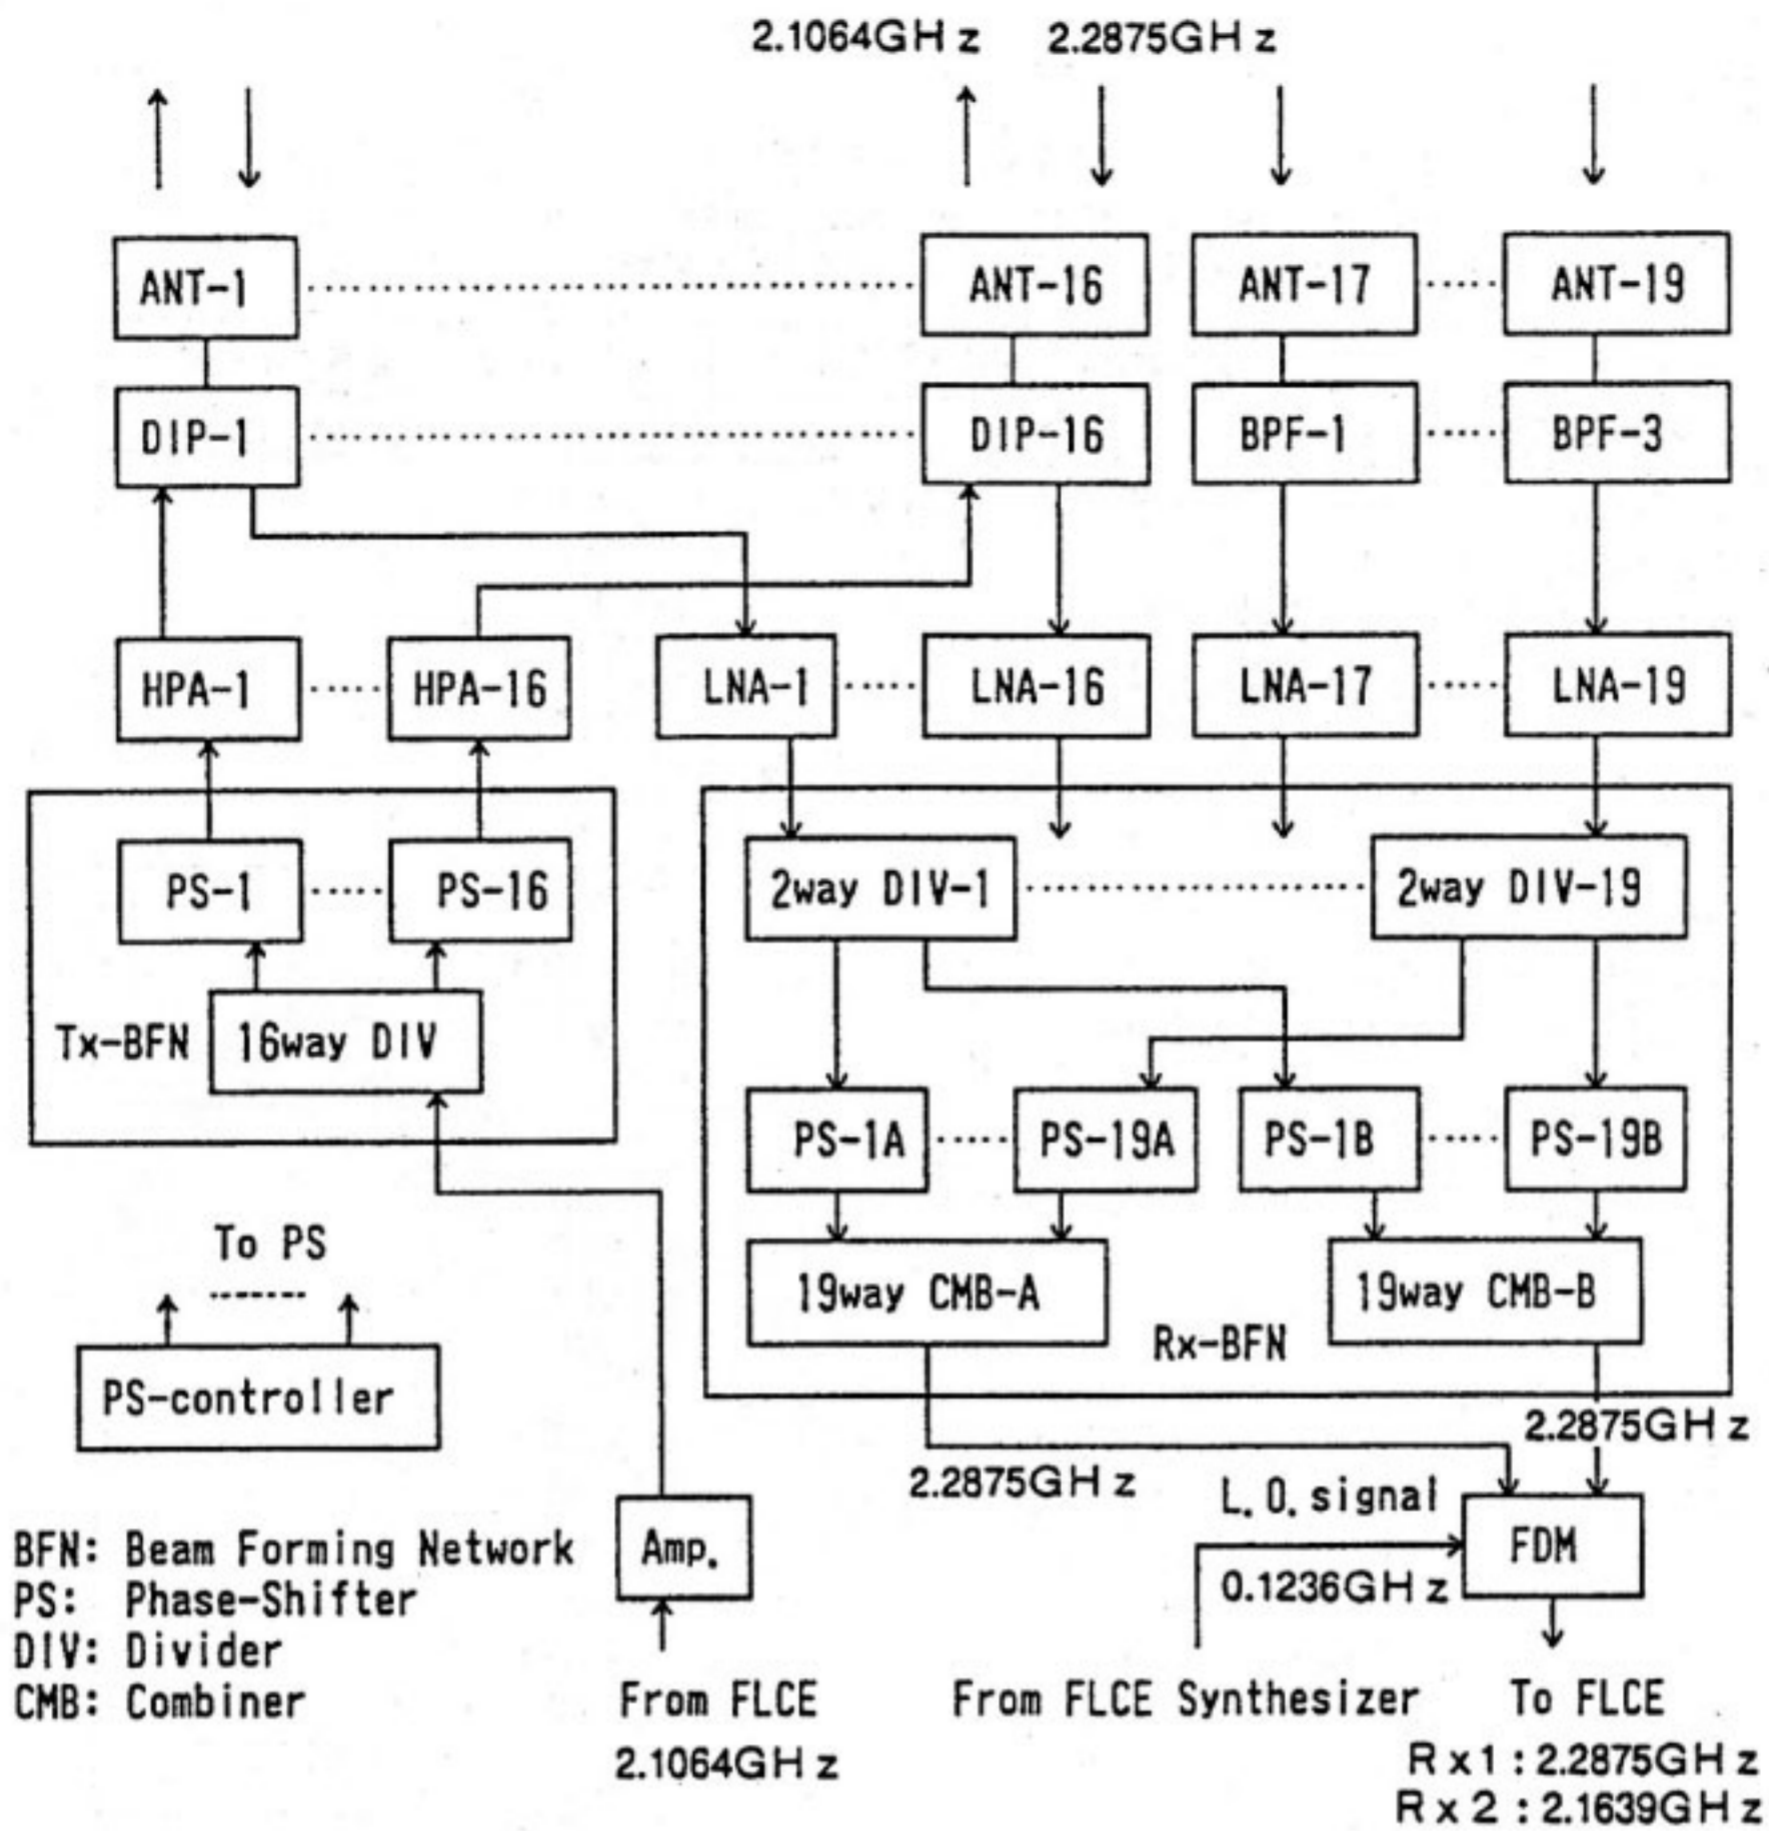 2.1064GHz 2.2875GHz
ANT-1 ANT-16 ANT-17 ANT-19
DIP-1 DIP-16 BPF-1 BPF-3
HPA-1 HPA-16 LNA-1 LNA-16 LNA-17 LNA-19
PS-1 PS-16 2way DIV-1 2way DIV-19
Tx-BFN 16way DIV
PS-1A PS-19A PS-1B PS-19B
To PS
19way CMB-A 19way CMB-B
Rx-BFN
PS-controller
2.2875GHz
2.2875GHz
L.O.signal
BFN: Beam Forming Network Amp. FDM
0.1236GHz
PS: Phase-Shifter
DIV: Divider
CMB: Combiner From FLCE From FLCE Synthesizer To FLCE
2.1064GHz Rx1:2.2875GHz
Rx2:2.1639GHz